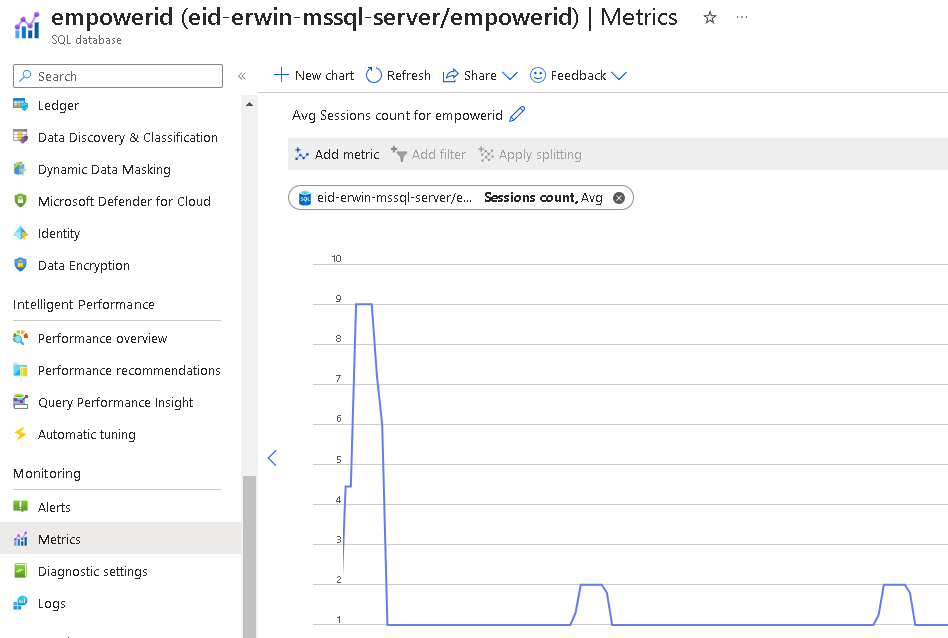 empowerid (eid-erwin-mssql-server/empowerid) | Metrics ☆ ...
SQL database
Search «
Ledger
Data Discovery & Classification
Dynamic Data Masking
Microsoft Defender for Cloud
Identity
Data Encryption
Intelligent Performance
Performance overview
Performance recommendations
Query Performance Insight
Automatic tuning
Monitoring
Alerts
Metrics
Diagnostic settings
Logs
New chart Refresh Share Feedback
Avg Sessions count for empowerid
Add metric Add filter Apply splitting
SQL eid-erwin-mssql-server/e... Sessions count, Avg
10
9
8
7
6
5
4
3
2
1